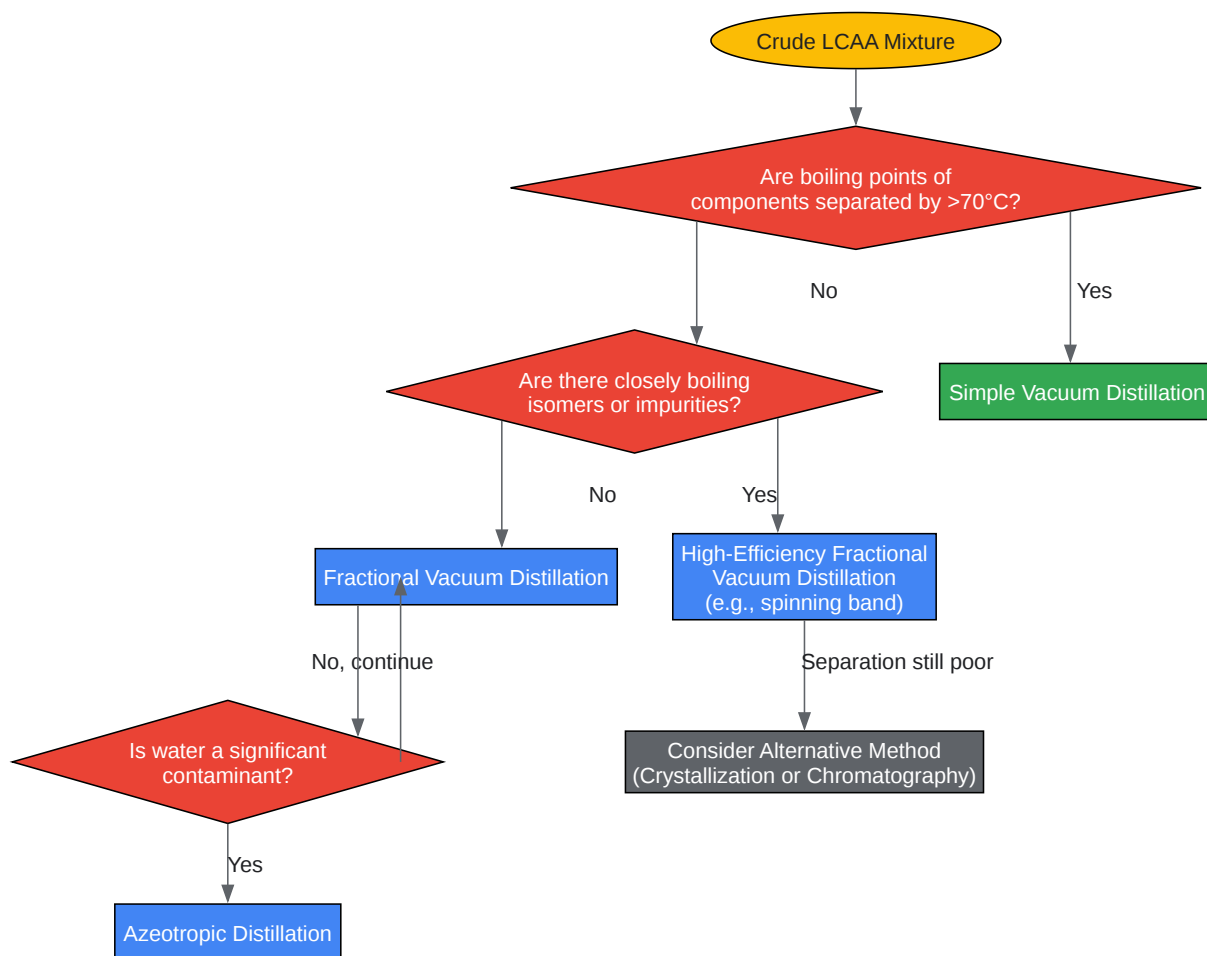 Crude LCAA Mixture
Are boiling points of
components separated by >70°C?
No
Yes
Are there closely boiling
isomers or impurities?
Simple Vacuum Distillation
No
Yes
Fractional Vacuum Distillation
High-Efficiency Fractional
Vacuum Distillation
(e.g., spinning band)
No, continue
Separation still poor
Is water a significant
contaminant?
Consider Alternative Method
(Crystallization or Chromatography)
Yes
Azeotropic Distillation